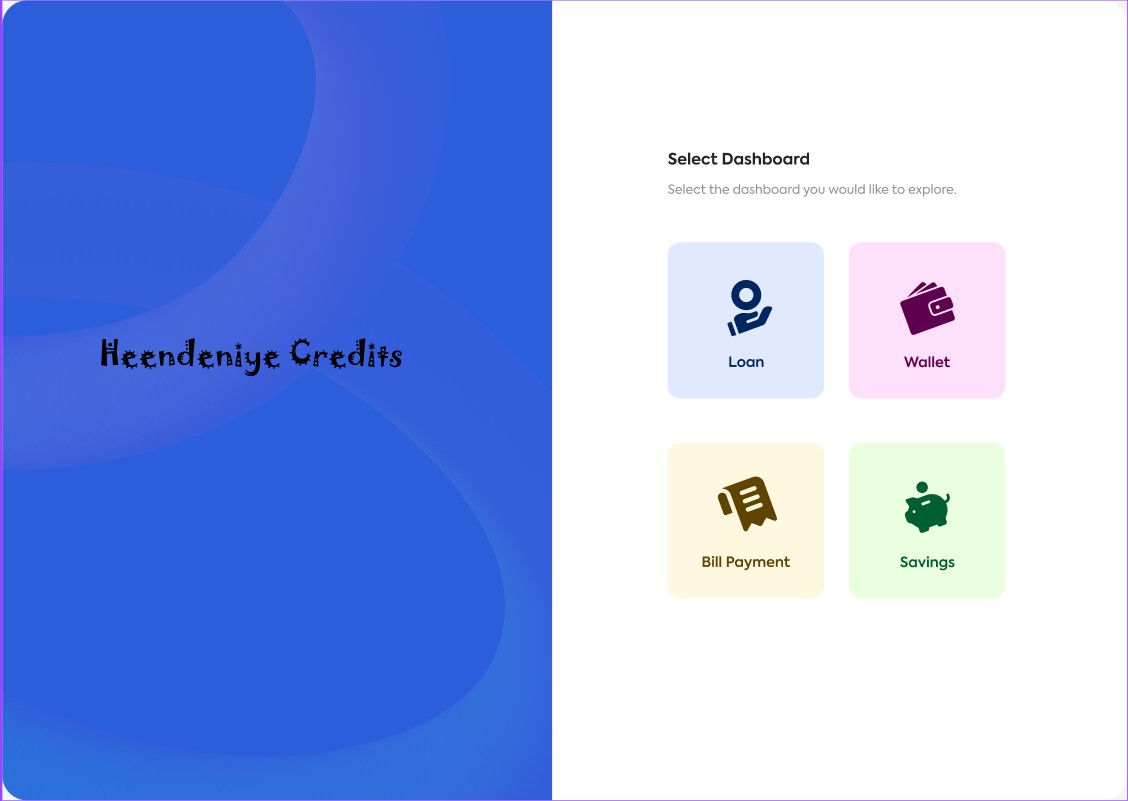 Heendeniye Credits
Select Dashboard
Select the dashboard you would like to explore.
Loan
Wallet
Bill Payment
Savings